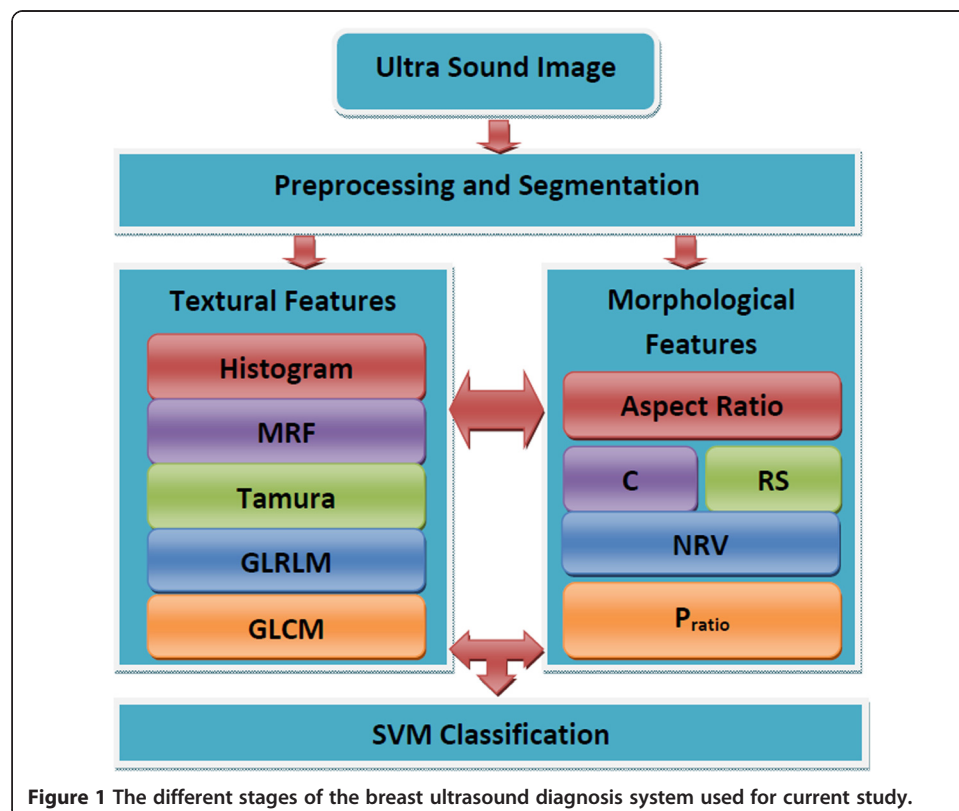 Ultra Sound Image
Preprocessing and Segmentation
Textural Features
Histogram
MRF
Tamura
GLRLM
GLCM
Morphological
Features
Aspect Ratio
C
RS
NRV
Pratio
SVM Classification
Figure 1 The different stages of the breast ultrasound diagnosis system used for current study.